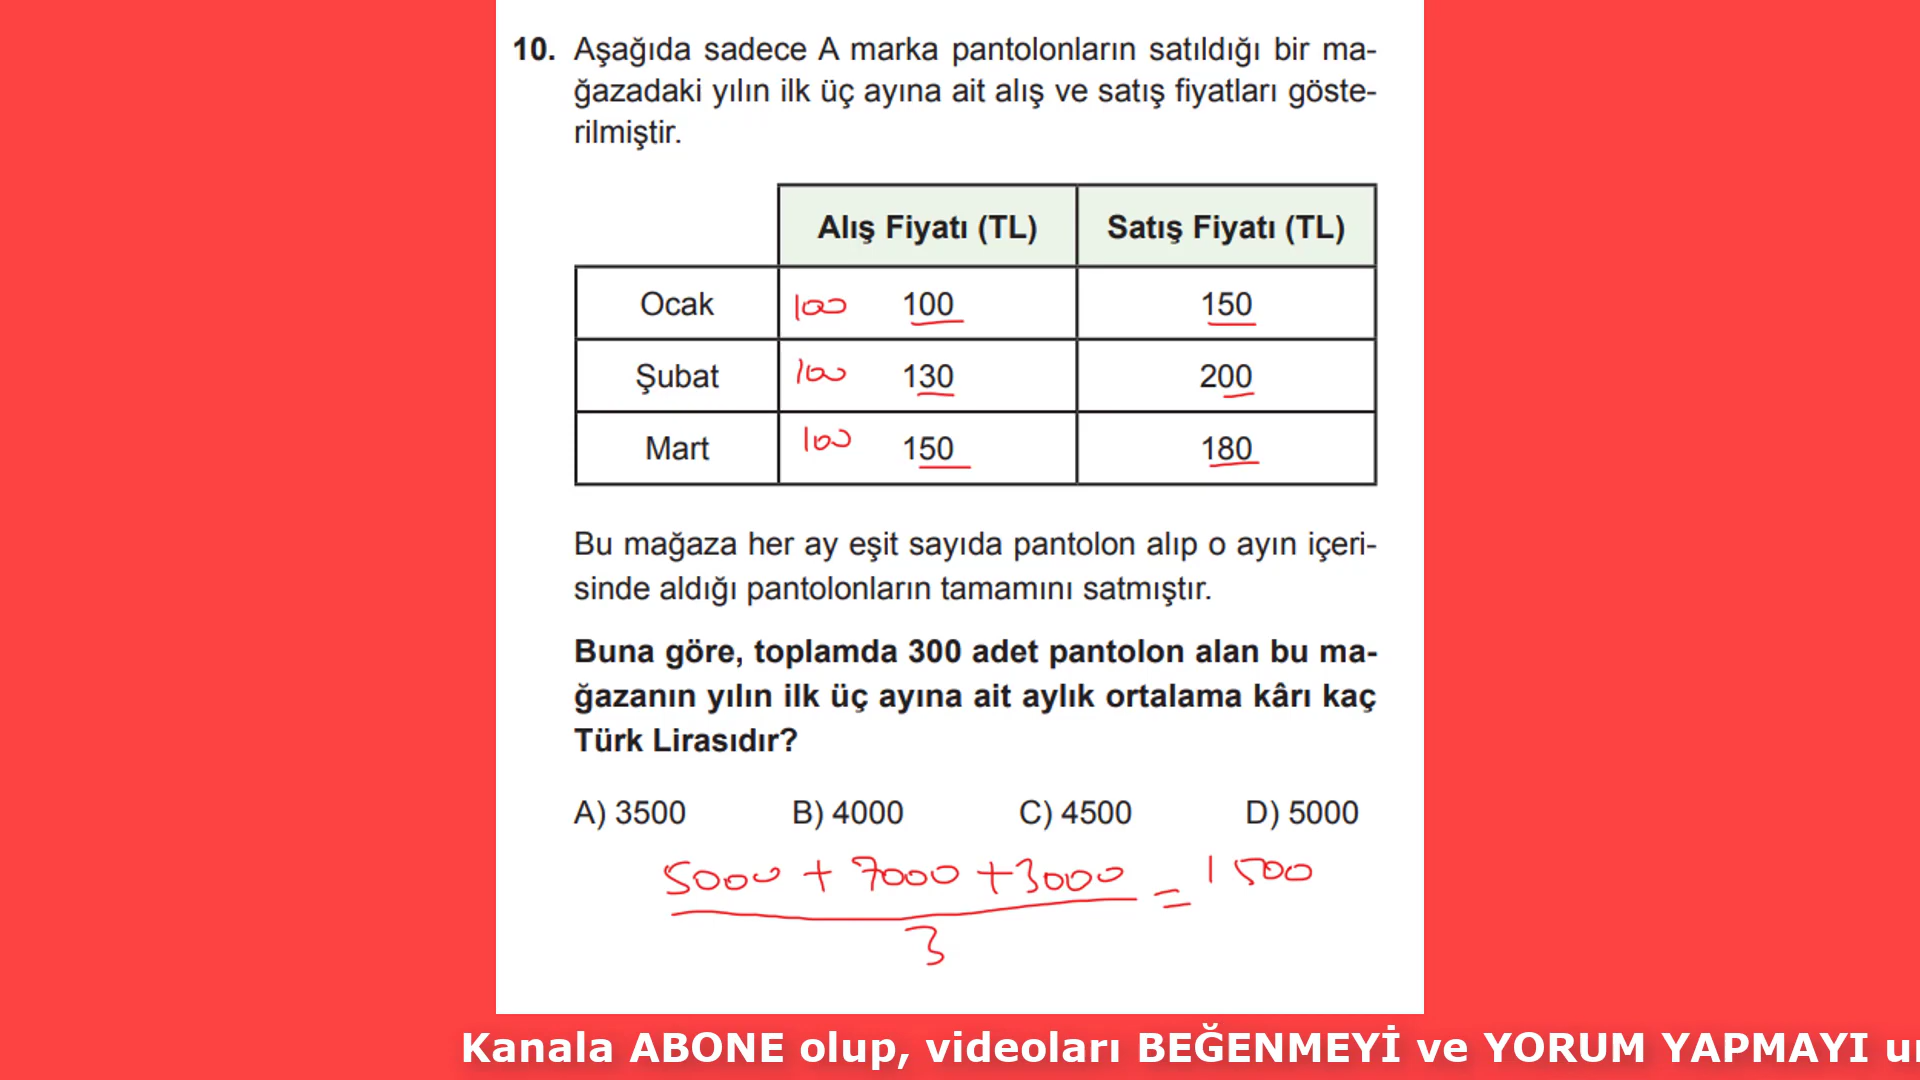 10. Aşağıda sadece A marka pantolonların satıldığı bir ma-
ğazadaki yılın ilk üç ayına ait alış ve satış fiyatları göste-
rilmiştir.
Alış Fiyatı (TL) Satış Fiyatı (TL)
Ocak 100 100 150
Şubat 100 130 200
Mart 100 150 180
Bu mağaza her ay eşit sayıda pantolon alıp o ayın içeri-
sinde aldığı pantolonların tamamını satmıştır.
Buna göre, toplamda 300 adet pantolon alan bu ma-
ğazanın yılın ilk üç ayına ait aylık ortalama kârı kaç
Türk Lirasıdır?
A) 3500 B) 4000 C) 4500 D) 5000
5000 + 7000 + 3000 = 1500
3
Kanala ABONE olup, videoları BEĞENMEYİ ve YORUM YAPMAYI